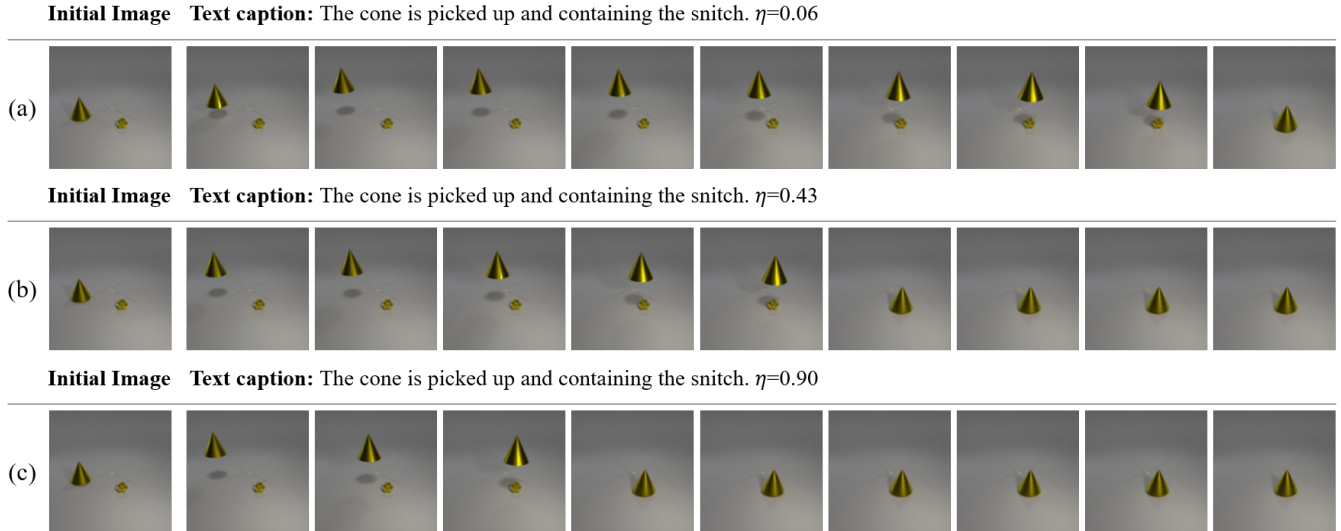 Initial Image Text caption: The cone is picked up and containing the snitch. η=0.06
(a)
Initial Image Text caption: The cone is picked up and containing the snitch. η=0.43
(b)
Initial Image Text caption: The cone is picked up and containing the snitch. η=0.90
(c)